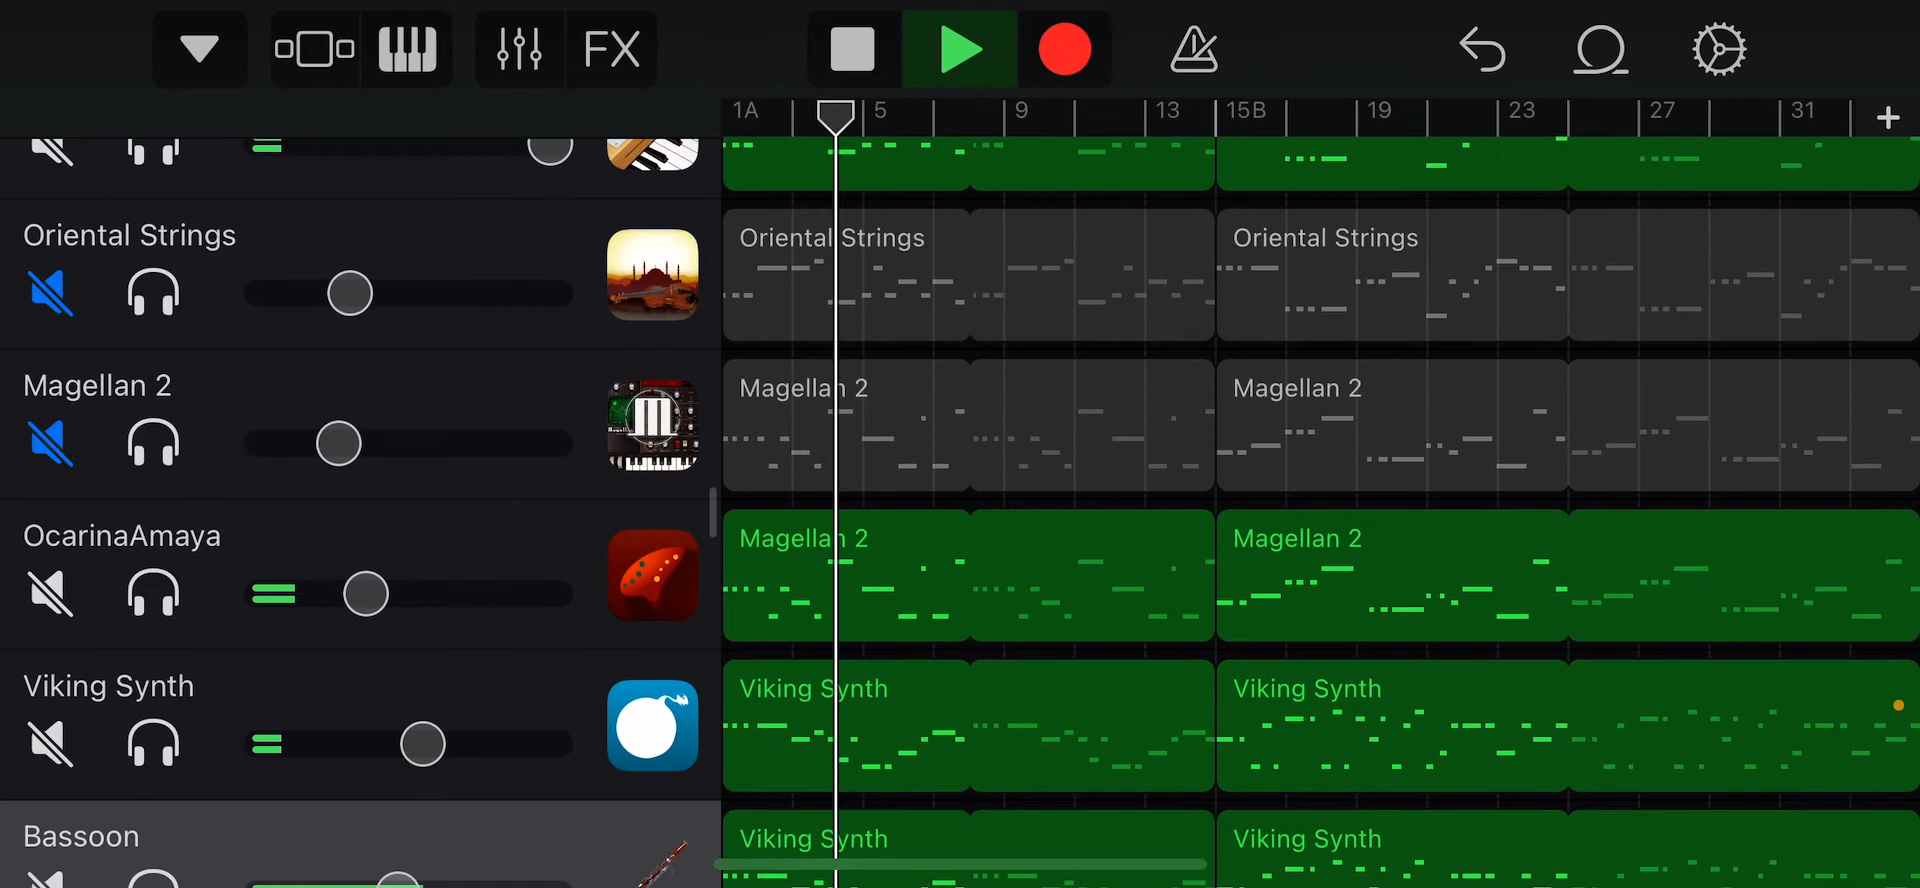 FX
1A 5 9 13 15B 19 23 27 31 +
Oriental Strings
Oriental Strings Oriental Strings
Magellan 2
Magellan 2 Magellan 2
OcarinaAmaya
Magellan 2 Magellan 2
Viking Synth
Viking Synth Viking Synth
Bassoon
Viking Synth Viking Synth